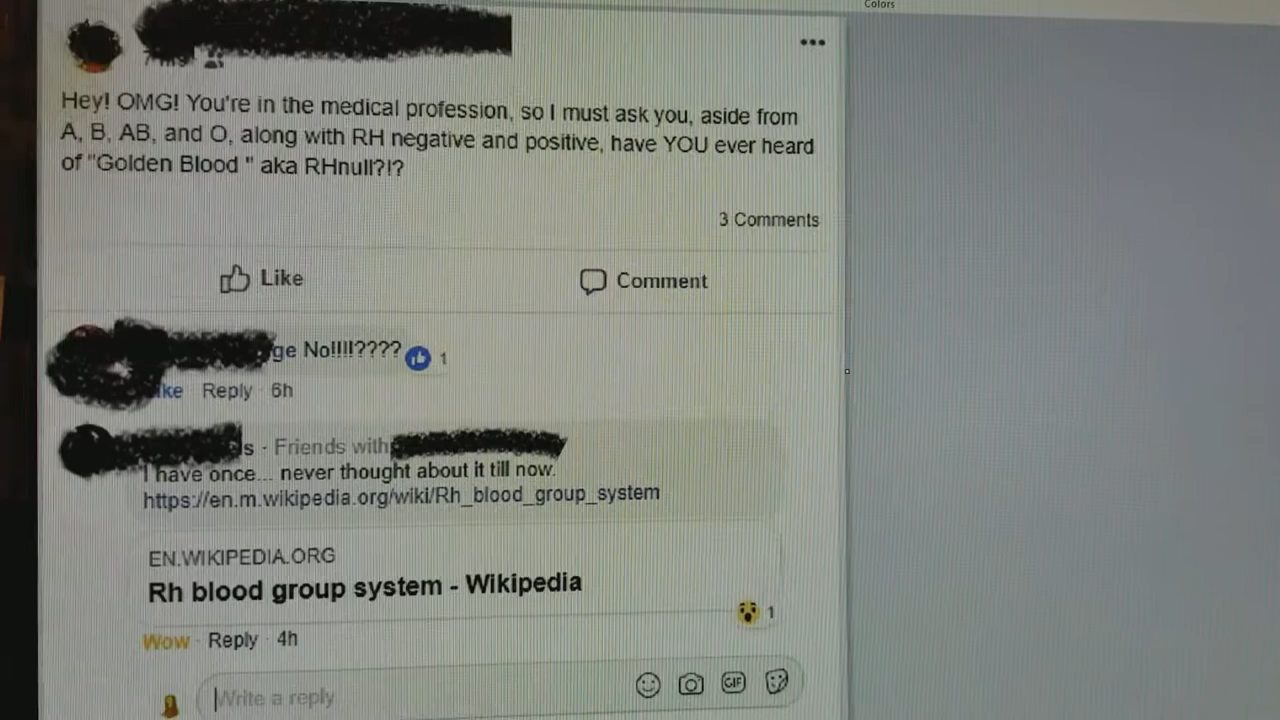 Colors
Hey! OMG! You're in the medical profession, so I must ask you, aside from
A, B, AB, and O, along with RH negative and positive, have YOU ever heard
of "Golden Blood " aka RHnull?!?
3 Comments
Like
Comment
ge No!!!!???? 1
ike Reply · 6h
s · Friends with
I have once... never thought about it till now.
https://en.m.wikipedia.org/wiki/Rh_blood_group_system
EN.WIKIPEDIA.ORG
Rh blood group system - Wikipedia
1
Wow · Reply · 4h
Write a reply
GIF